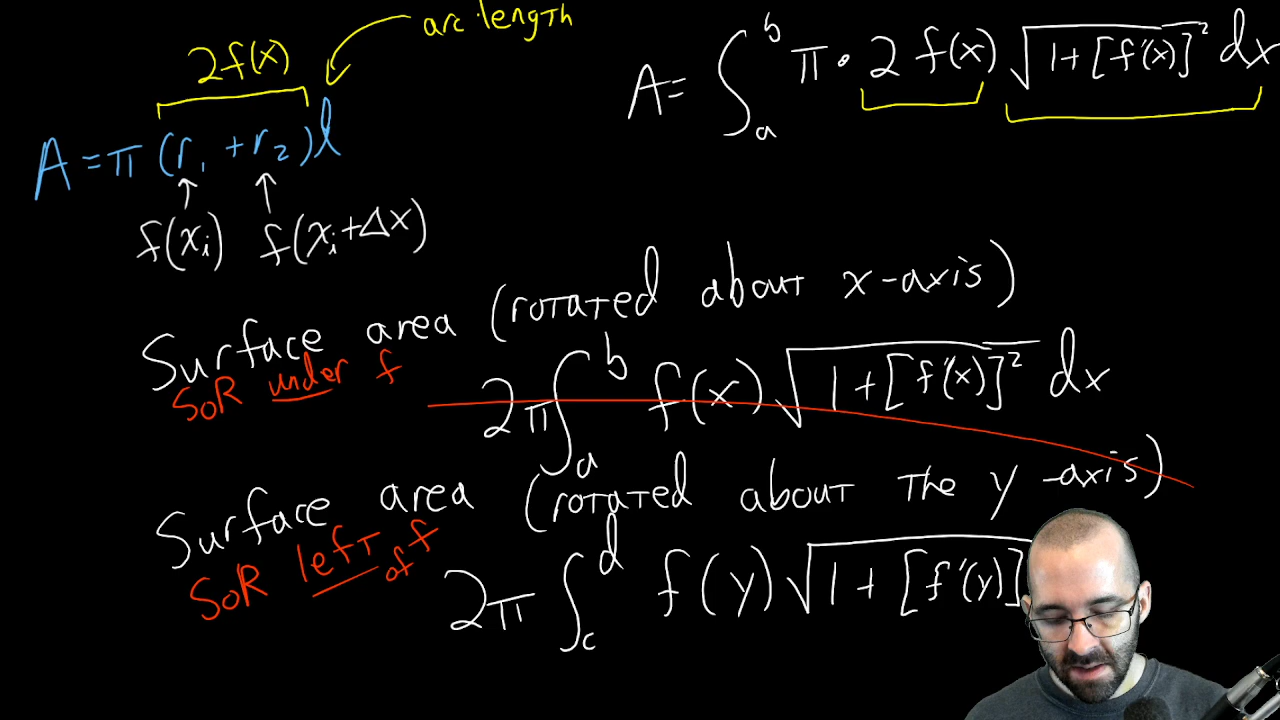 arc length
2f(x)
A = π (r₁ + r₂) l
f(xᵢ) f(xᵢ+Δx)
A = ∫ₐᵇ π · 2 f(x) √(1+[f'(x)]²) dx
Surface area (rotated about x-axis)
SoR under f
2π ∫ₐᵇ f(x) √(1+[f'(x)]²) dx
Surface area (rotated about the y-axis)
SoR left of f
2π ∫_c^d f(y) √(1+[f'(y)]